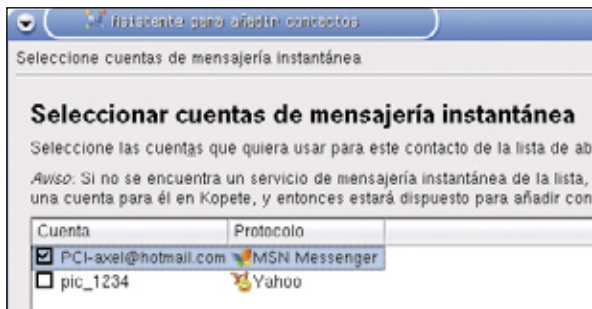 Asistente para añadir contactos
Seleccione cuentas de mensajería instantánea
Seleccionar cuentas de mensajería instantánea
Seleccione las cuentas que quiera usar para este contacto de la lista de ab
Aviso: Si no se encuentra un servicio de mensajería instantánea de la lista,
una cuenta para él en Kopete, y entonces estará dispuesto para añadir con
Cuenta Protocolo
PCI-axel@hotmail.com MSN Messenger
pic_1234 Yahoo